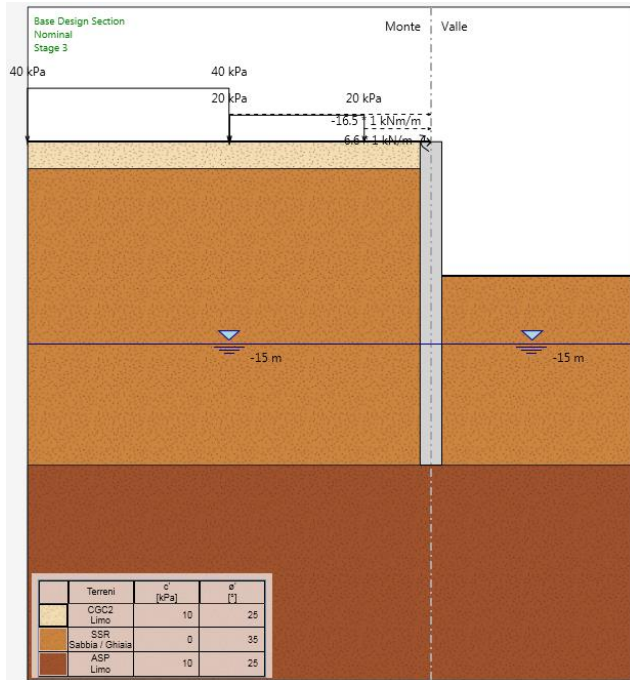 Base Design Section
Nominal
Stage 3
Monte Valle
40 kPa 40 kPa
20 kPa 20 kPa
-16.5 * 1 kNm/m
6.6 * 1 kN/m
-15 m -15 m
Terreni c' [kPa] ø' [°]
CGC2 Limo 10 25
SSR Sabbia / Ghiaia 0 35
ASP Limo 10 25